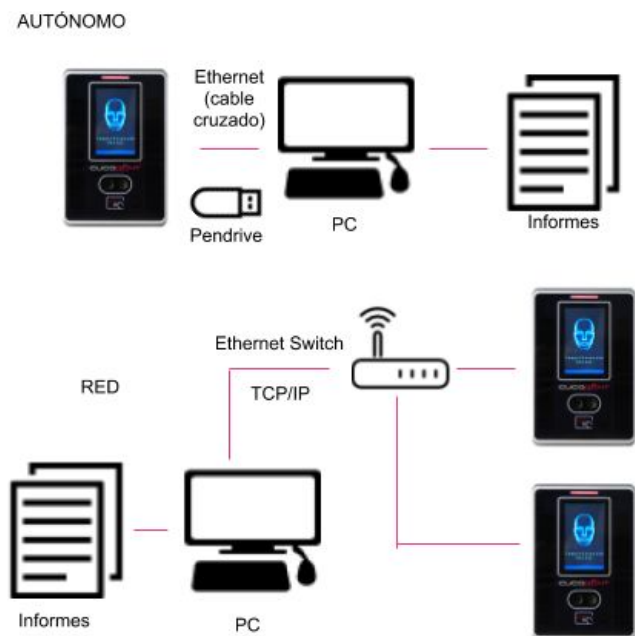 AUTÓNOMO
Ethernet
(cable
cruzado)
Pendrive
PC
Informes
Ethernet Switch
TCP/IP
RED
Informes
PC